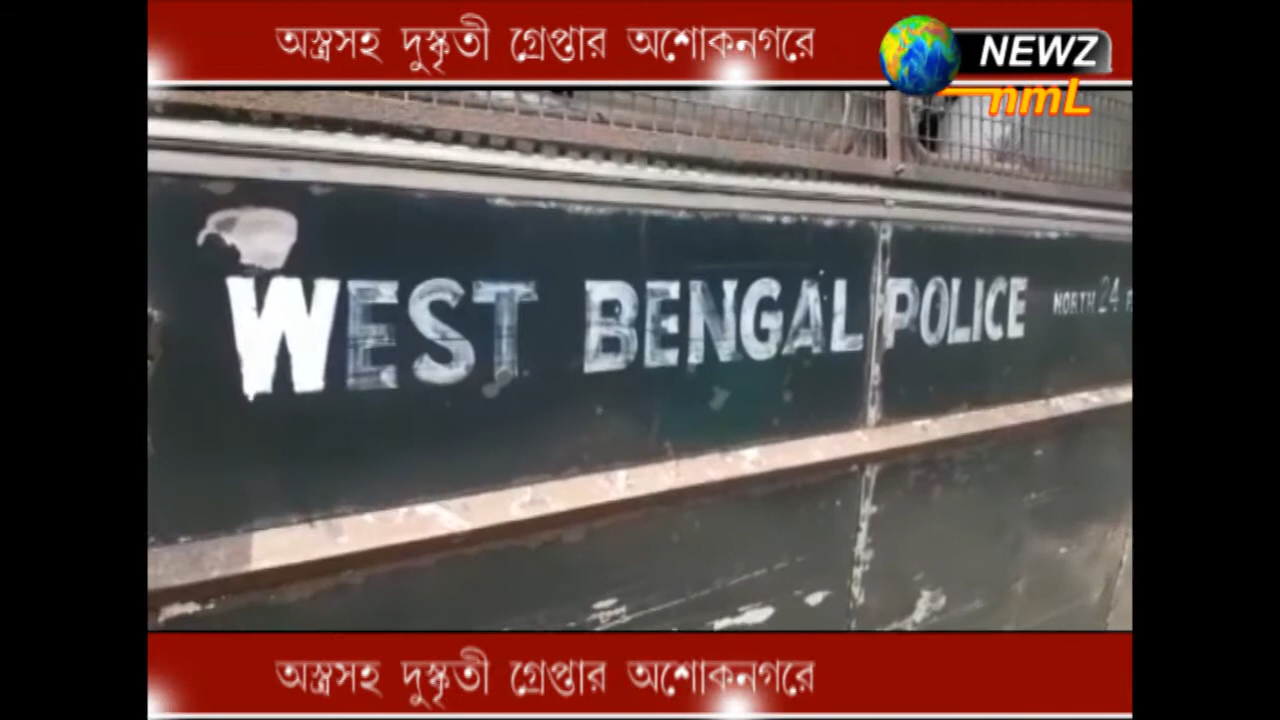 অস্ত্রসহ দুস্কৃতী গ্রেপ্তার অশোকনগরে
NEWZ
nmL
WEST BENGAL POLICE NORTH 24
অস্ত্রসহ দুস্কৃতী গ্রেপ্তার অশোকনগরে